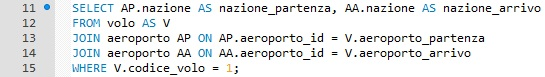 11 SELECT AP.nazione AS nazione_partenza, AA.nazione AS nazione_arrivo
12 FROM volo AS V
13 JOIN aeroporto AP ON AP.aeroporto_id = V.aeroporto_partenza
14 JOIN aeroporto AA ON AA.aeroporto_id = V.aeroporto_arrivo
15 WHERE V.codice_volo = 1;